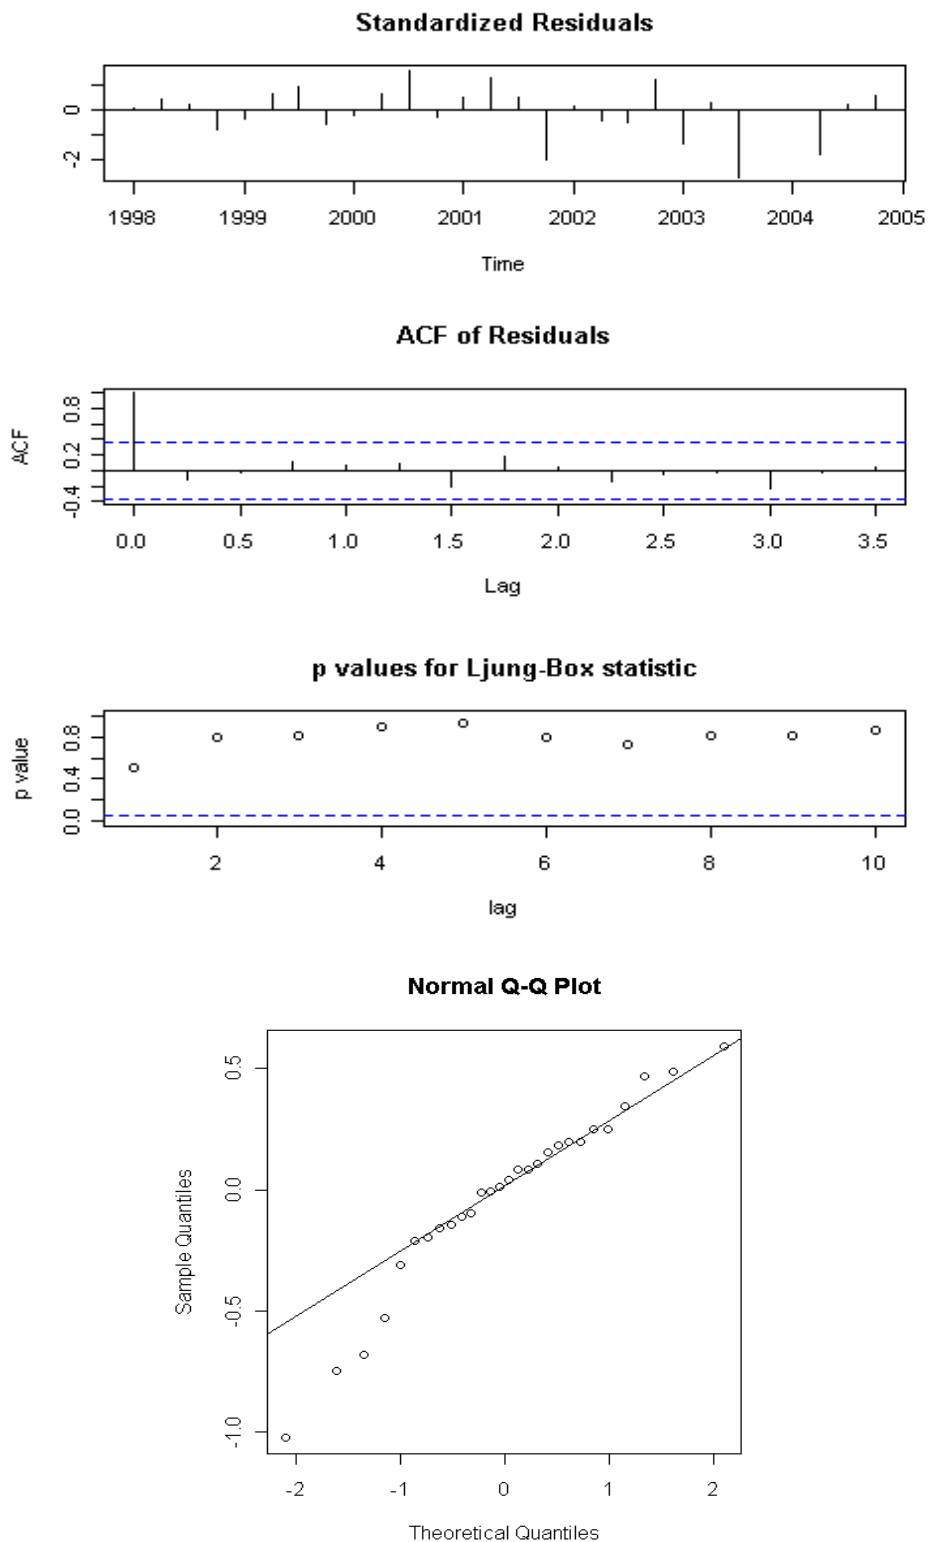 Standardized Residuals
0
-2
1998 1999 2000 2001 2002 2003 2004 2005
Time
ACF of Residuals
ACF
0.8
0.2
-0.4
0.0 0.5 1.0 1.5 2.0 2.5 3.0 3.5
Lag
p values for Ljung-Box statistic
p value
0.8
0.4
0.0
2 4 6 8 10
lag
Normal Q-Q Plot
Sample Quantiles
0.5
0.0
-0.5
-1.0
-2 -1 0 1 2
Theoretical Quantiles